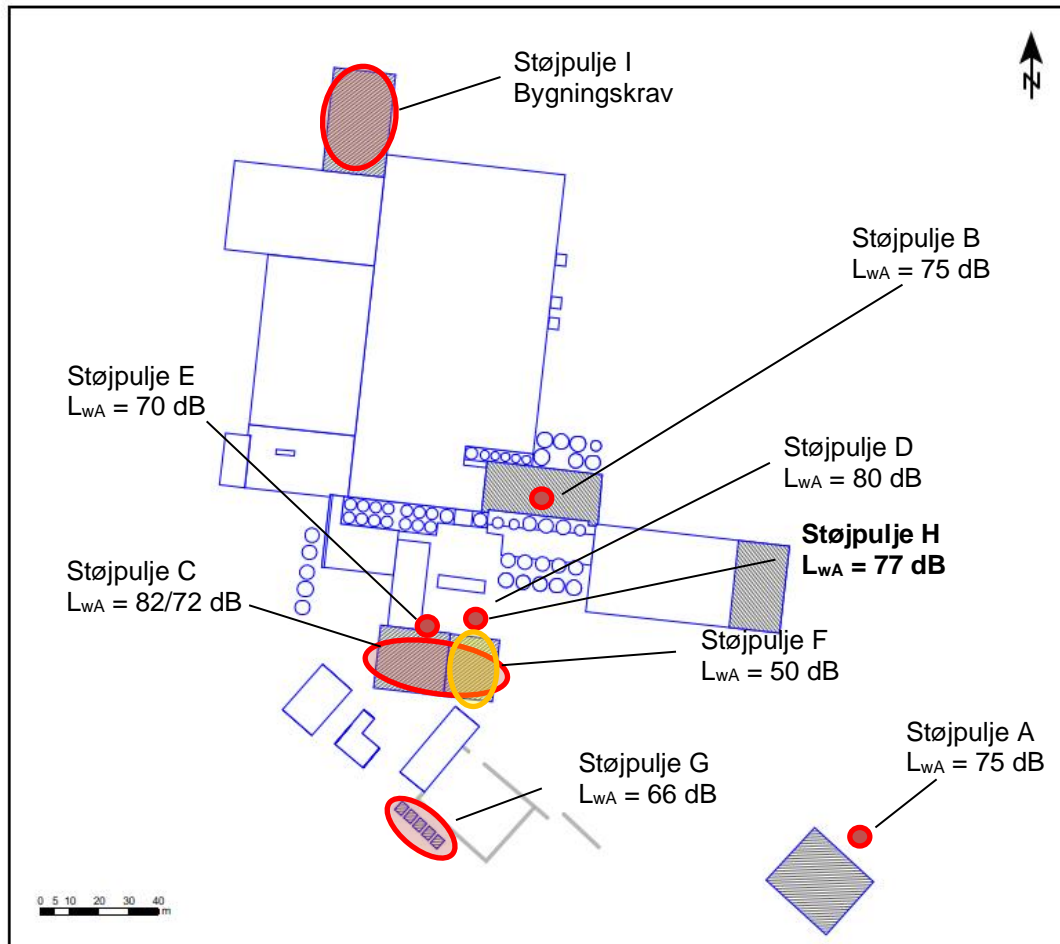 N
Støjpulje I
Bygningskrav
Støjpulje B
LwA = 75 dB
Støjpulje E
LwA = 70 dB
Støjpulje D
LwA = 80 dB
Støjpulje H
LwA = 77 dB
Støjpulje C
LwA = 82/72 dB
Støjpulje F
LwA = 50 dB
Støjpulje A
LwA = 75 dB
Støjpulje G
LwA = 66 dB
0 5 10 20 30 40
m